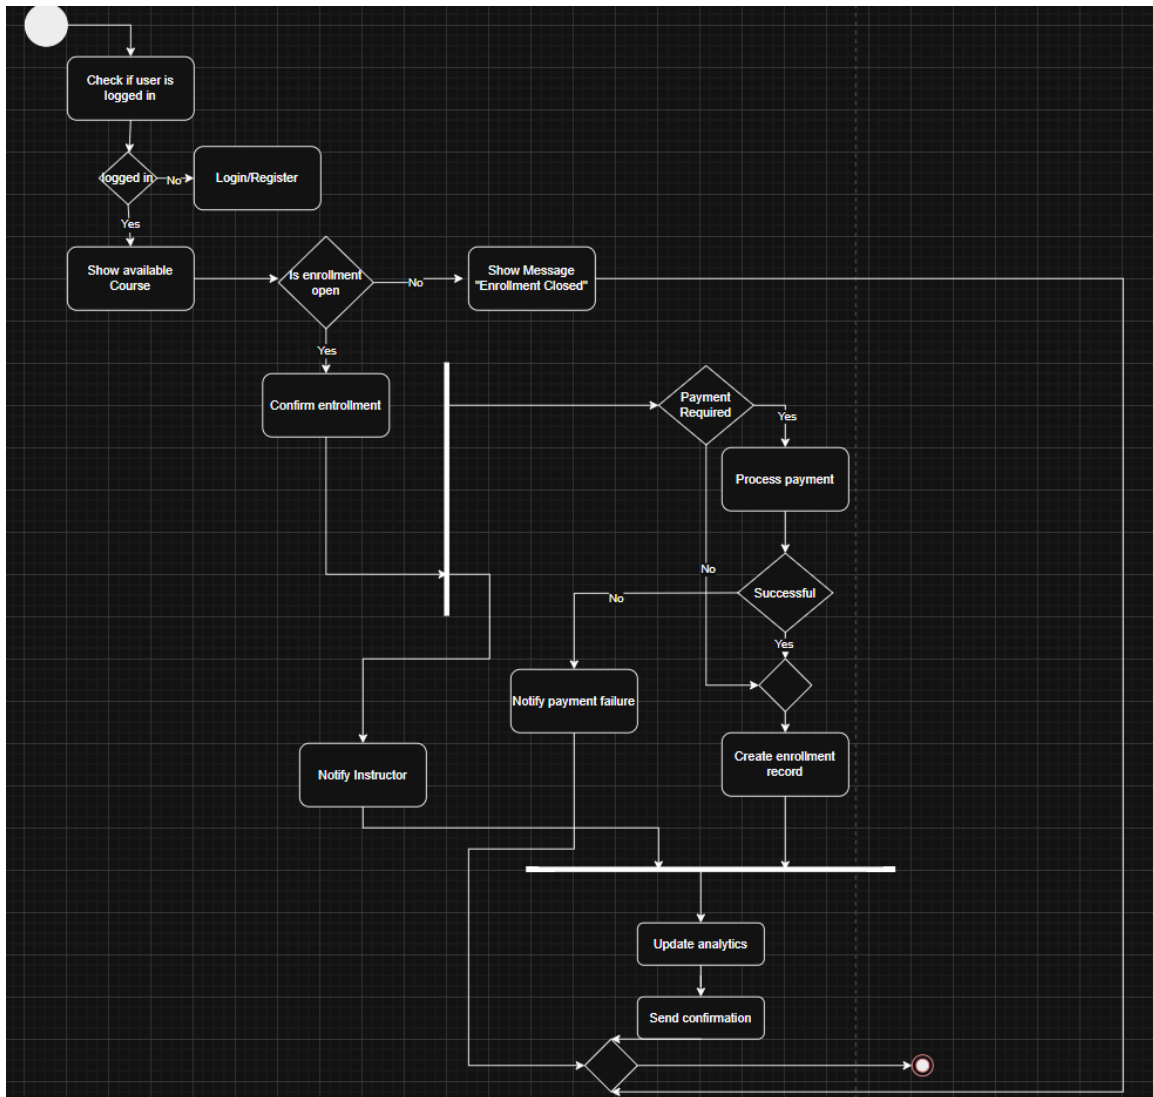 Check if user is
logged in
logged in
No
Login/Register
Yes
Show available
Course
Is enrollment
open
No
Show Message
"Enrollment Closed"
Yes
Confirm entrollment
Payment
Required
Yes
Process payment
No
Successful
No
Yes
Notify payment failure
Create enrollment
record
Notify Instructor
Update analytics
Send confirmation